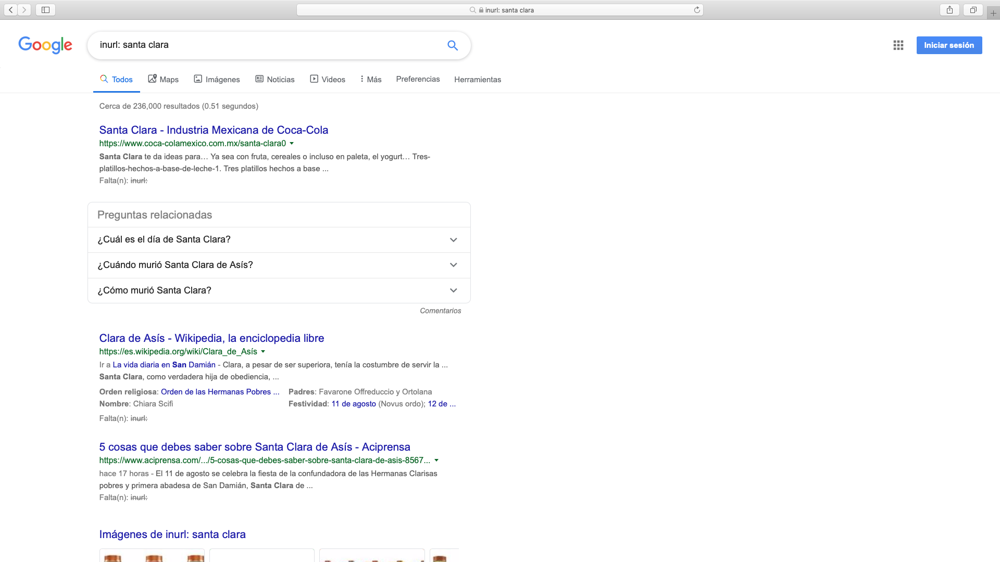 inurl: santa clara
Google
inurl: santa clara
Iniciar sesión
Todos Maps Imágenes Noticias Videos Más Preferencias Herramientas
Cerca de 236,000 resultados (0.51 segundos)
Santa Clara - Industria Mexicana de Coca-Cola
https://www.coca-colamexico.com.mx/santa-clara0
Santa Clara te da ideas para… Ya sea con fruta, cereales o incluso en paleta, el yogurt… Tres-
platillos-hechos-a-base-de-leche-1. Tres platillos hechos a base ...
Falta(n): inurl:
Preguntas relacionadas
¿Cuál es el día de Santa Clara?
¿Cuándo murió Santa Clara de Asís?
¿Cómo murió Santa Clara?
Comentarios
Clara de Asís - Wikipedia, la enciclopedia libre
https://es.wikipedia.org/wiki/Clara_de_Asís
Ir a La vida diaria en San Damián - Clara, a pesar de ser superiora, tenía la costumbre de servir la ...
Santa Clara, como verdadera hija de obediencia, ...
Orden religiosa: Orden de las Hermanas Pobres ... Padres: Favarone Offreduccio y Ortolana
Nombre: Chiara Scifi Festividad: 11 de agosto (Novus ordo); 12 de ...
Falta(n): inurl:
5 cosas que debes saber sobre Santa Clara de Asís - Aciprensa
https://www.aciprensa.com/.../5-cosas-que-debes-saber-sobre-santa-clara-de-asis-8567...
hace 17 horas - El 11 de agosto se celebra la fiesta de la confundadora de las Hermanas Clarisas
pobres y primera abadesa de San Damián, Santa Clara de ...
Falta(n): inurl:
Imágenes de inurl: santa clara